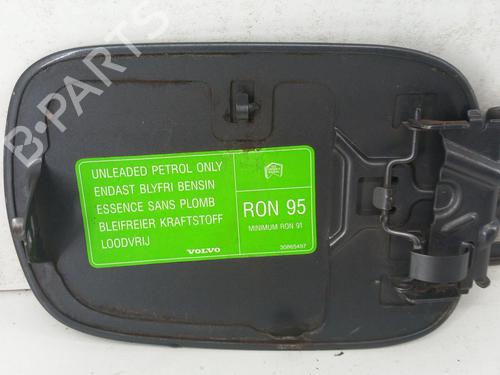 B-PARTS
UNLEADED PETROL ONLY
ENDAST BLYFRI BENSIN
ESSENCE SANS PLOMB
BLEIFREIER KRAFTSTOFF
LOODVRIJ
VOLVO
RON 95
MINIMUM RON 91
30865497